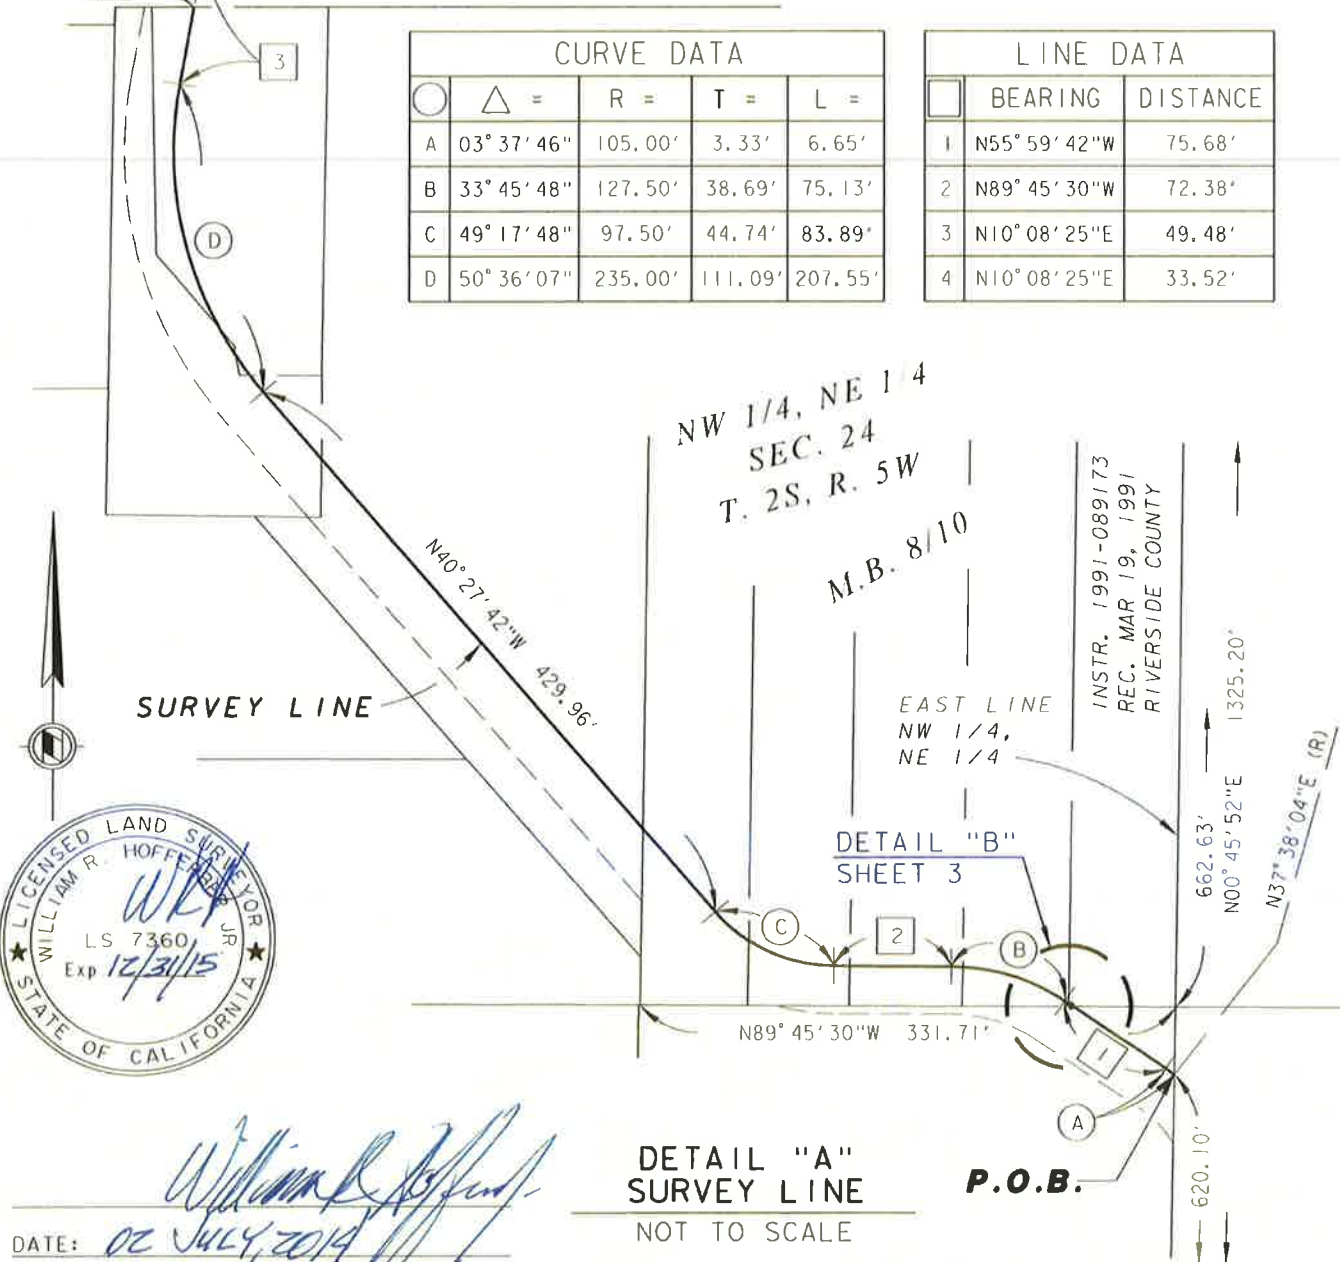 3
CURVE DATA
△ = R = T = L =
A 03°37'46" 105.00' 3.33' 6.65'
B 33°45'48" 127.50' 38.69' 75.13'
C 49°17'48" 97.50' 44.74' 83.89'
D 50°36'07" 235.00' 111.09' 207.55'
LINE DATA
BEARING DISTANCE
1 N55°59'42"W 75.68'
2 N89°45'30"W 72.38'
3 N10°08'25"E 49.48'
4 N10°08'25"E 33.52'
D
NW 1/4, NE 1/4
SEC. 24
T. 2S, R. 5W
M.B. 8/10
INSTR. 1991-089173
REC. MAR 19, 1991
RIVERSIDE COUNTY
N40°27'42"W 429.96'
SURVEY LINE
EAST LINE
NW 1/4,
NE 1/4
1325.20'
662.63'
N00°45'52"E
N37°38'04"E (R)
DETAIL "B"
SHEET 3
C
2
B
N89°45'30"W 331.71'
1
A
P.O.B.
620.10'
LICENSED LAND SURVEYOR
WILLIAM R. HOFFERBER JR
WRH
LS 7360
Exp 12/31/15
STATE OF CALIFORNIA
DETAIL "A"
SURVEY LINE
NOT TO SCALE
DATE: 02 JULY, 2014